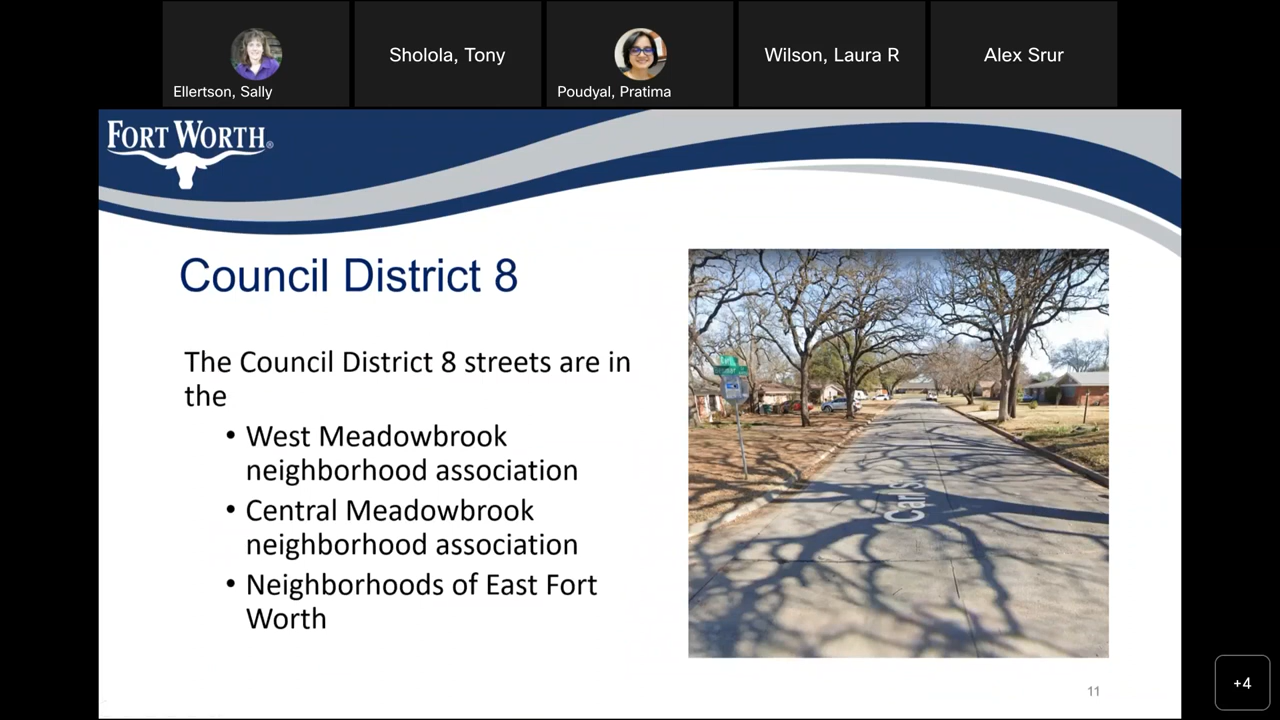 Ellertson, Sally
Sholola, Tony
Poudyal, Pratima
Wilson, Laura R
Alex Srur
FORT WORTH®
Council District 8
The Council District 8 streets are in
the
• West Meadowbrook
neighborhood association
• Central Meadowbrook
neighborhood association
• Neighborhoods of East Fort
Worth
11
+4